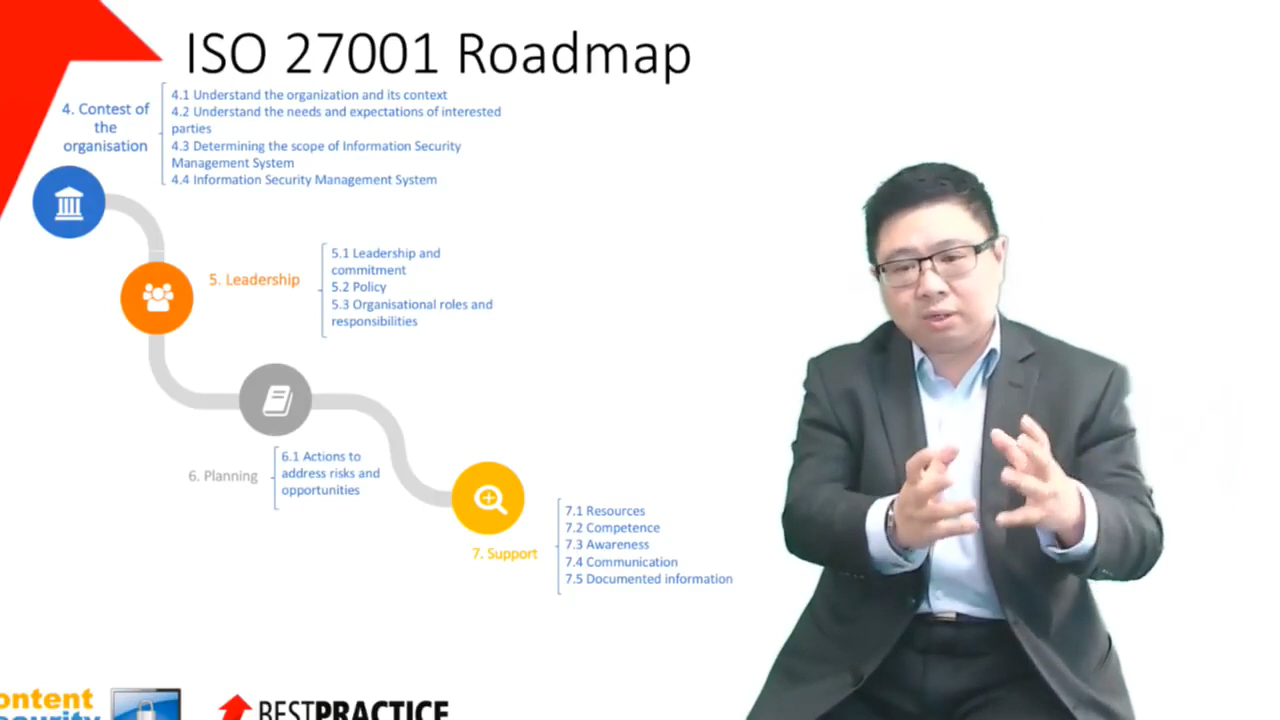 ISO 27001 Roadmap
4. Contest of
the
organisation
4.1 Understand the organization and its context
4.2 Understand the needs and expectations of interested
parties
4.3 Determining the scope of Information Security
Management System
4.4 Information Security Management System
5. Leadership
5.1 Leadership and
commitment
5.2 Policy
5.3 Organisational roles and
responsibilities
6. Planning
6.1 Actions to
address risks and
opportunities
7. Support
7.1 Resources
7.2 Competence
7.3 Awareness
7.4 Communication
7.5 Documented information
ontent
ecurity
BESTPRACTICE